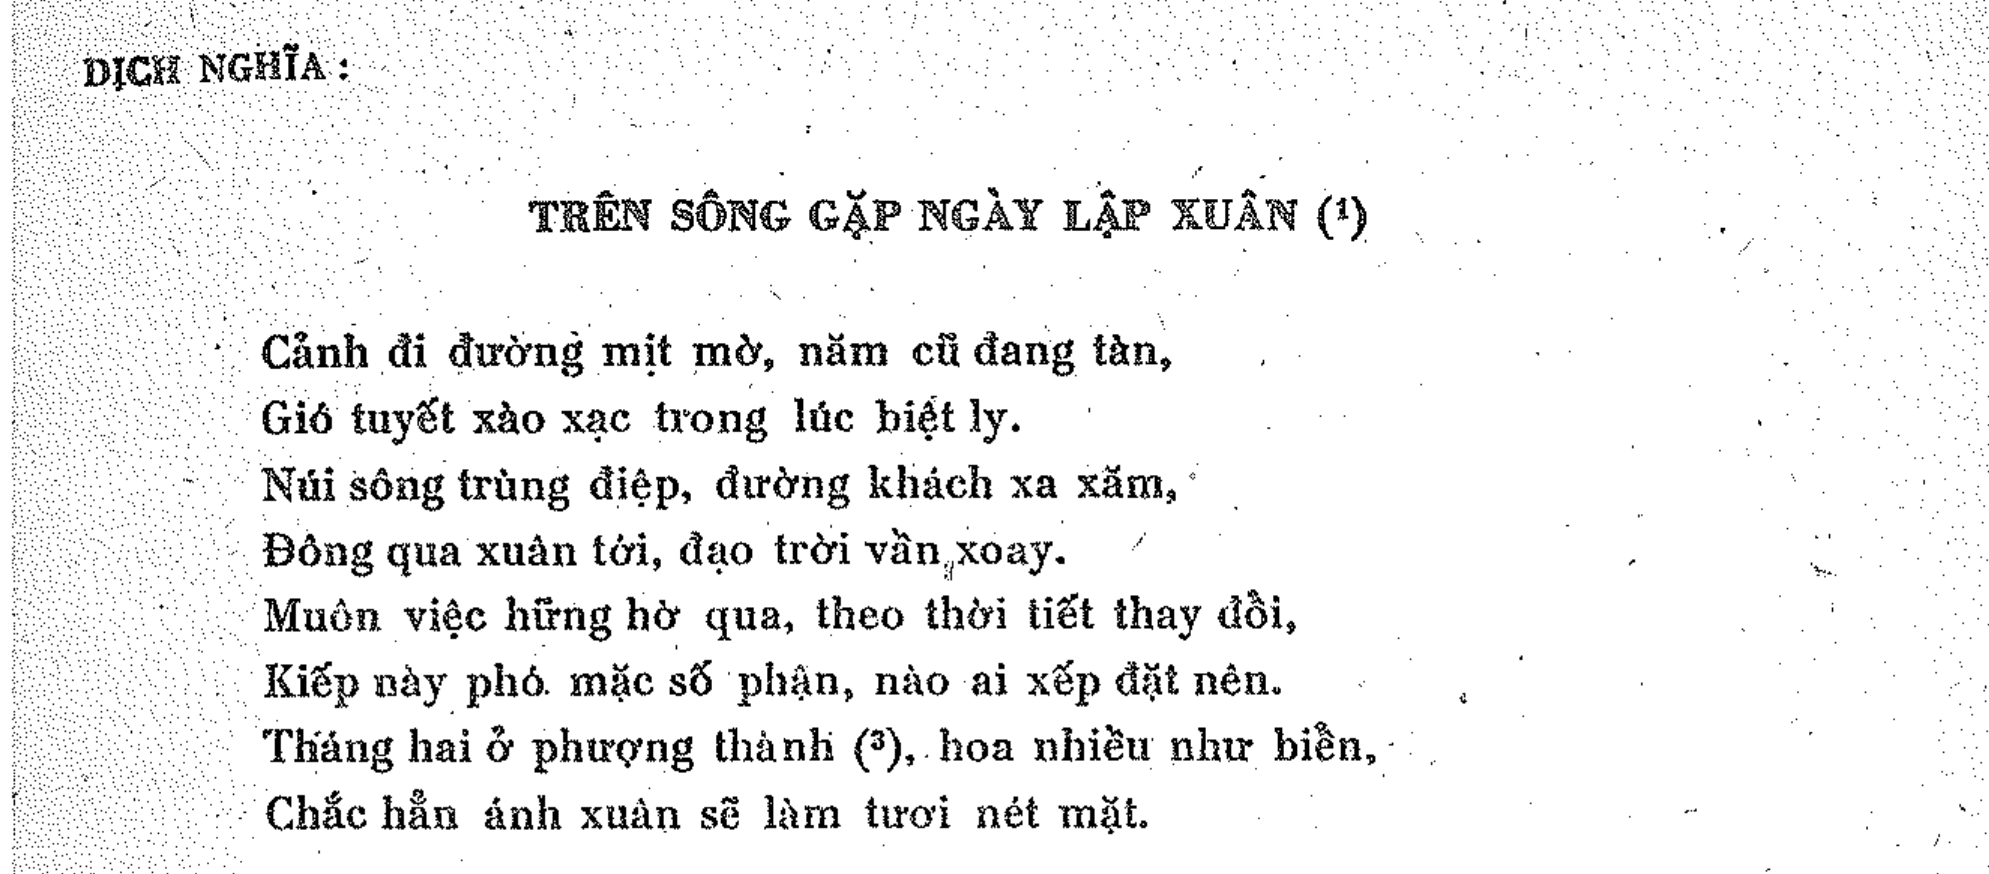 DỊCH NGHĨA :
TRÊN SÔNG GẶP NGÀY LẬP XUÂN (¹)
Cảnh đi đường mịt mờ, năm cũ đang tàn,
Gió tuyết xào xạc trong lúc biệt ly.
Núi sông trùng điệp, đường khách xa xăm,
Đông qua xuân tới, đạo trời vần xoay.
Muôn việc hững hờ qua, theo thời tiết thay đổi,
Kiếp này phó mặc số phận, nào ai xếp đặt nên.
Tháng hai ở phượng thành (³), hoa nhiều như biển,
Chắc hẳn ánh xuân sẽ làm tươi nét mặt.